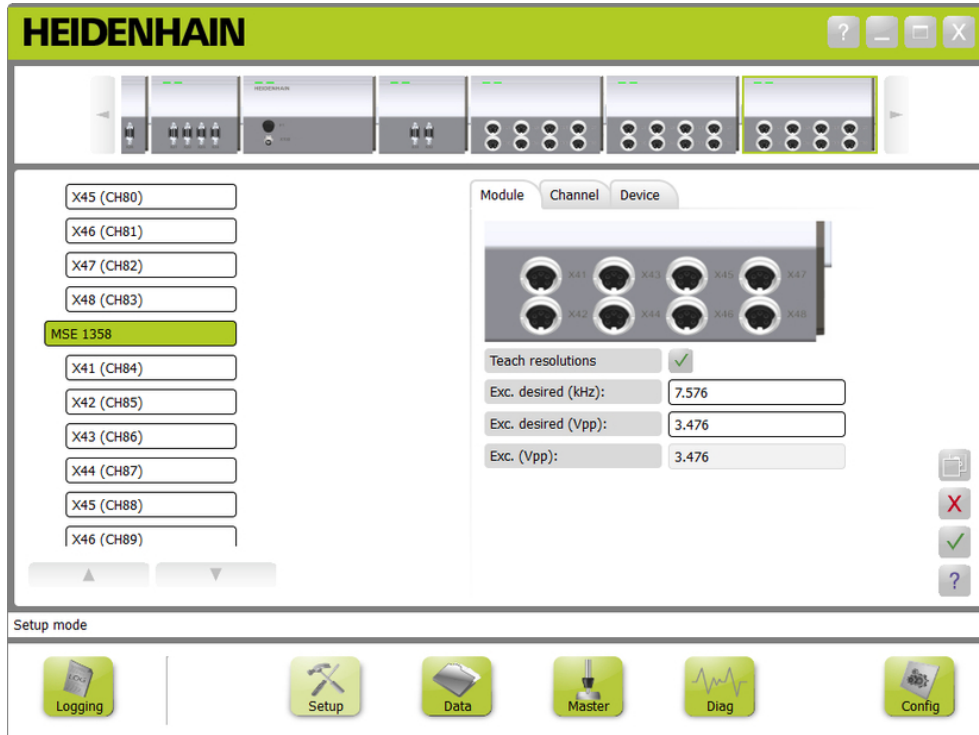 HEIDENHAIN
?
X
HEIDENHAIN
X45 (CH80)
X46 (CH81)
X47 (CH82)
X48 (CH83)
MSE 1358
X41 (CH84)
X42 (CH85)
X43 (CH86)
X44 (CH87)
X45 (CH88)
X46 (CH89)
Module Channel Device
X41 X43 X45 X47
X42 X44 X46 X48
Teach resolutions
Exc. desired (kHz): 7.576
Exc. desired (Vpp): 3.476
Exc. (Vpp): 3.476
X
?
Setup mode
LOG
Logging Setup Data Master Diag Config